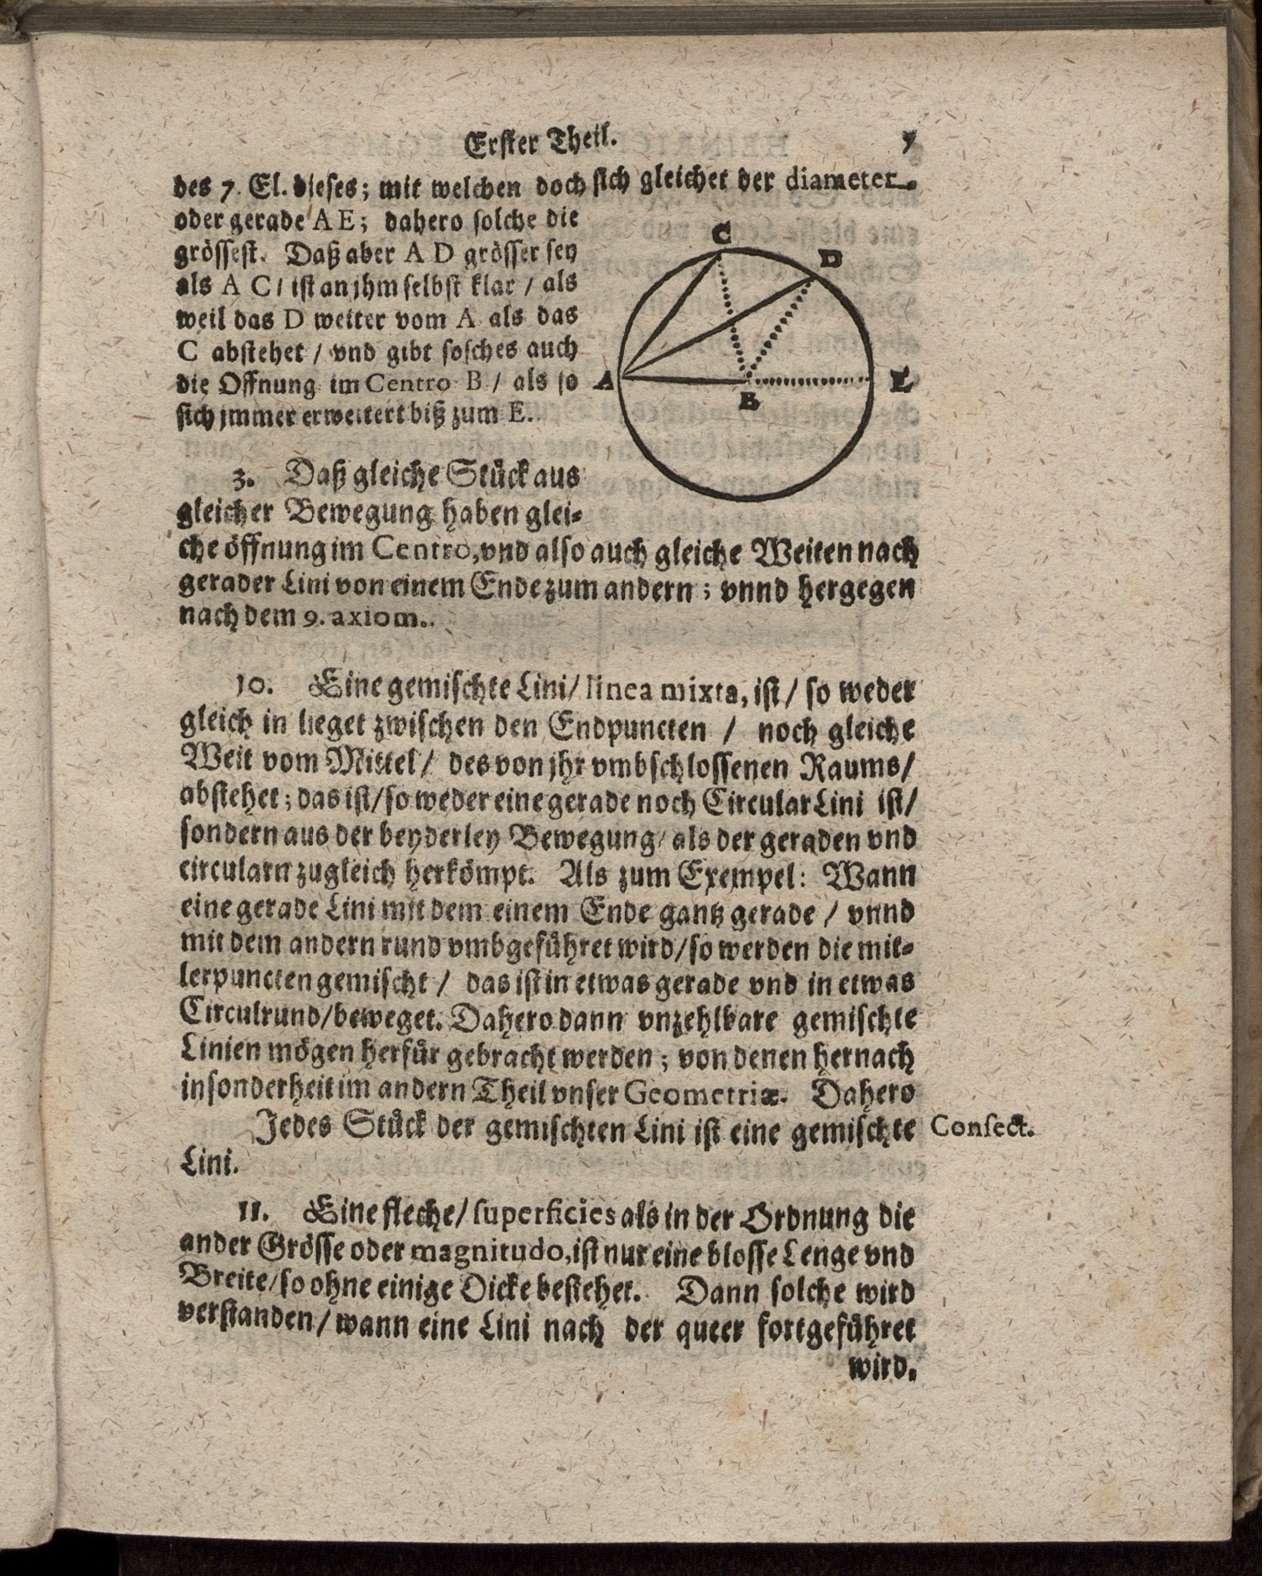 Erster Theil. 7
des 7. El. dieses; mit welchen doch sich gleichet der diameter
oder gerade A E; dahero solche die
grössest. Daß aber A D grösser sey
als A C/ ist an jhm selbst klar / als
weil das D weiter vom A als das
C abstehet / vnd gibt solches auch
die Offnung im Centro B / als so
sich jmmer erweitert biß zum E.
C
D
A
B
E
3. Daß gleiche Stück aus
gleicher Bewegung haben glei-
che öffnung im Centro, vnd also auch gleiche Weiten nach
gerader Lini von einem Ende zum andern; vnnd hergegen
nach dem 9. axiom.
10. Eine gemischte Lini/ linea mixta, ist/ so weder
gleich in lieget zwischen den Endpuncten / noch gleiche
Weit vom Mittel/ des von jhr vmbschlossenen Raums/
abstehet; das ist/ so weder eine gerade noch Circular Lini ist/
sondern aus der beyderley Bewegung/ als der geraden vnd
circularn zugleich herkömpt. Als zum Exempel: Wann
eine gerade Lini mit dem einem Ende gantz gerade / vnnd
mit dem andern rund vmbgeführet wird/ so werden die mit-
lerpuncten gemischt / das ist in etwas gerade vnd in etwas
Circulrund/ beweget. Dahero dann vnzehlbare gemischte
Linien mögen herfür gebracht werden; von denen hernach
insonderheit im andern Theil vnser Geometriæ. Dahero
Jedes Stück der gemischten Lini ist eine gemischte Consect.
Lini.
11. Eine fleche/ superficies als in der Ordnung die
ander Grösse oder magnitudo, ist nur eine blosse Lenge vnd
Breite/ so ohne einige Dicke bestehet. Dann solche wird
verstanden/ wann eine Lini nach der queer fortgeführet
wird.